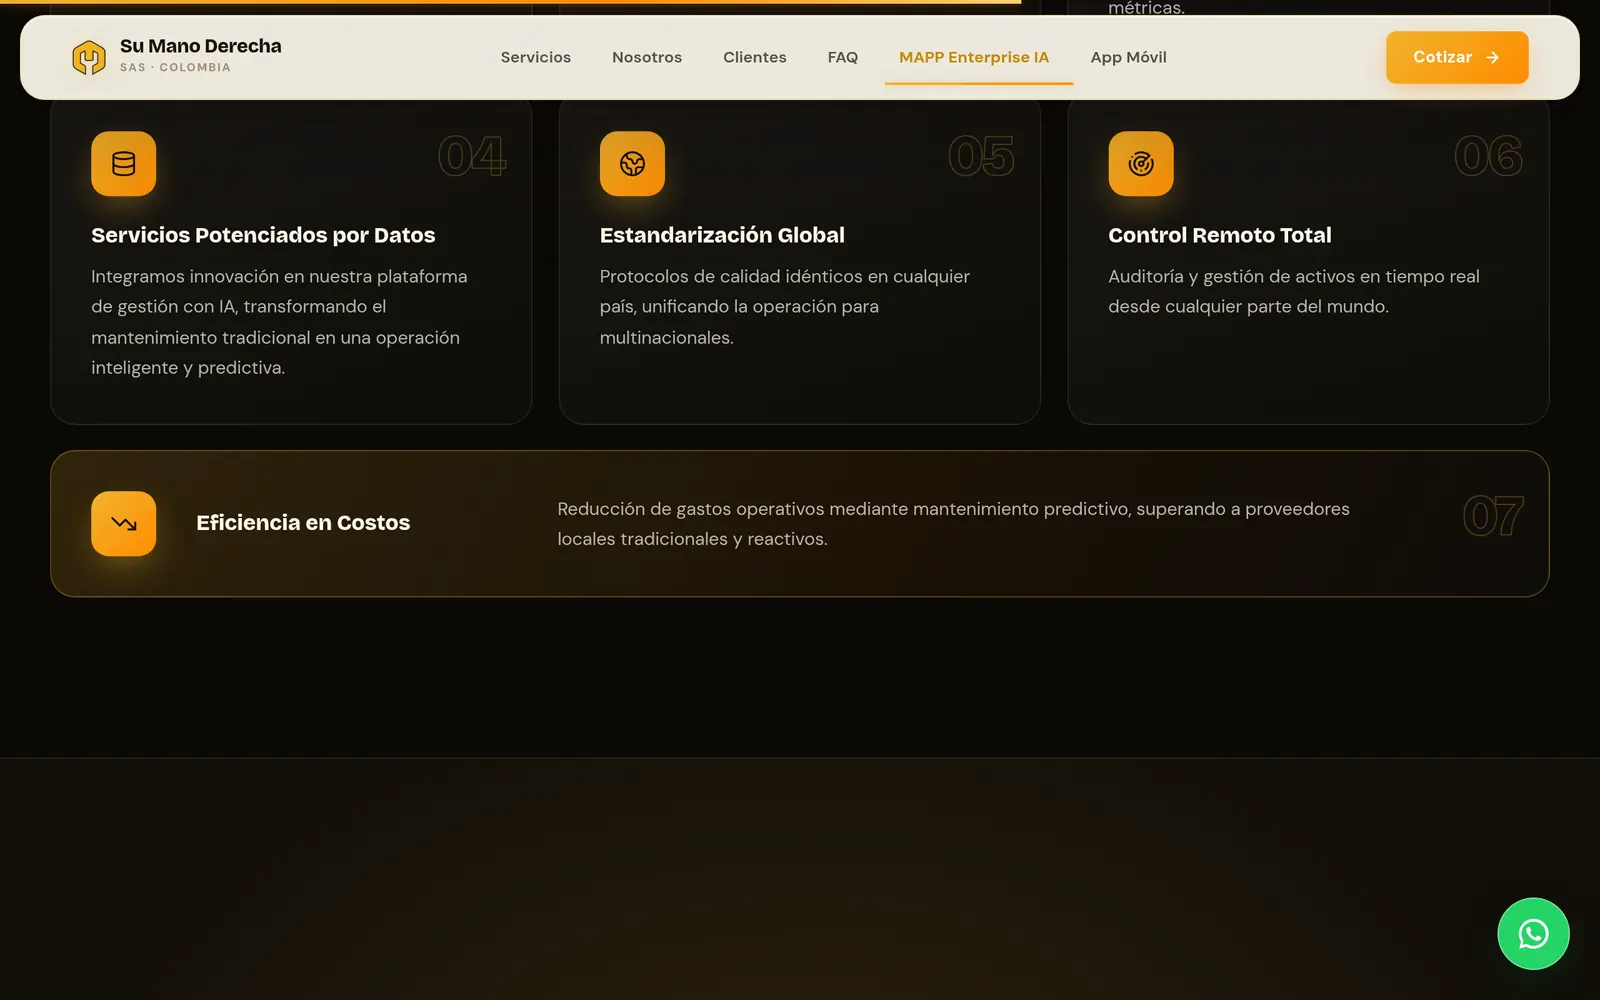 métricas.
Su Mano Derecha
SAS · COLOMBIA
Servicios
Nosotros
Clientes
FAQ
MAPP Enterprise IA
App Móvil
Cotizar
04
Servicios Potenciados por Datos
Integramos innovación en nuestra plataforma
de gestión con IA, transformando el
mantenimiento tradicional en una operación
inteligente y predictiva.
05
Estandarización Global
Protocolos de calidad idénticos en cualquier
país, unificando la operación para
multinacionales.
06
Control Remoto Total
Auditoría y gestión de activos en tiempo real
desde cualquier parte del mundo.
Eficiencia en Costos
Reducción de gastos operativos mediante mantenimiento predictivo, superando a proveedores
locales tradicionales y reactivos.
07